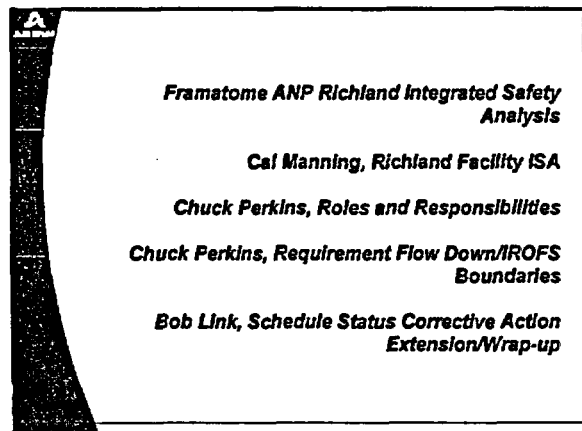 Framatome ANP Richland Integrated Safety
Analysis
Cal Manning, Richland Facility ISA
Chuck Perkins, Roles and Responsibilities
Chuck Perkins, Requirement Flow Down/IROFS
Boundaries
Bob Link, Schedule Status Corrective Action
Extension/Wrap-up